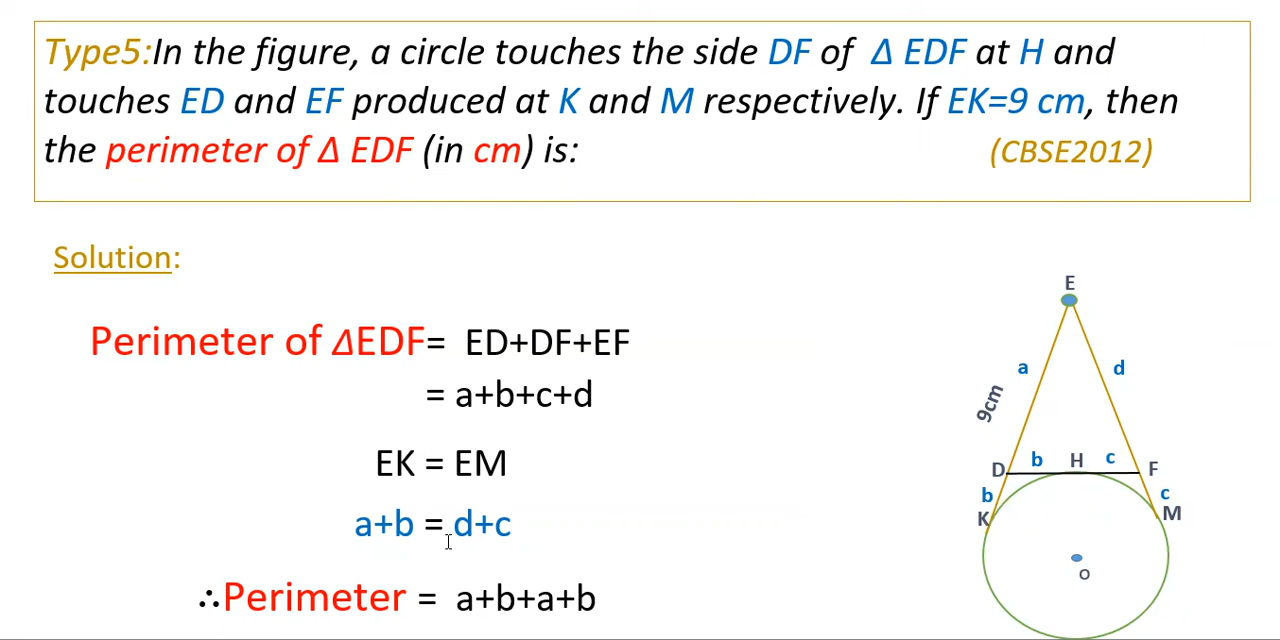 Type5:In the figure, a circle touches the side DF of Δ EDF at H and
touches ED and EF produced at K and M respectively. If EK=9 cm, then
the perimeter of Δ EDF (in cm) is: (CBSE2012)
Solution:
Perimeter of ΔEDF= ED+DF+EF
= a+b+c+d
EK = EM
a+b = d+c
∴Perimeter = a+b+a+b
E
a d
9cm
D b H c F
b c
K M
O